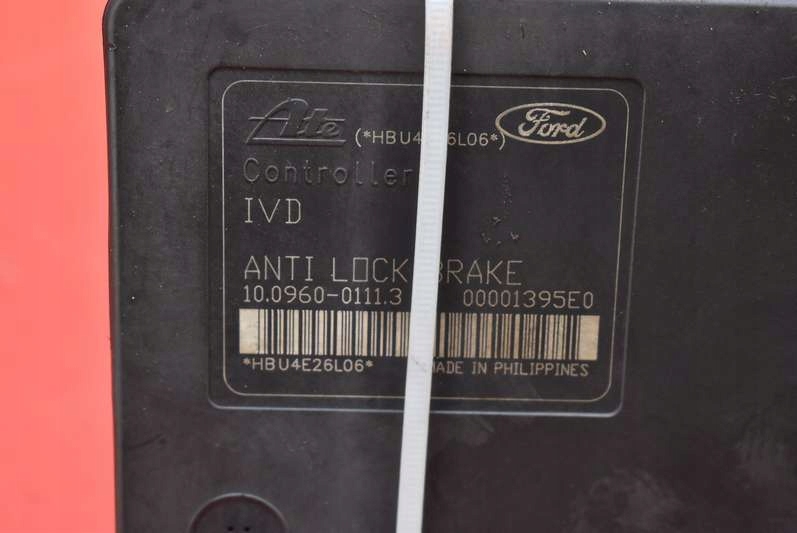 Ate (*HBU4 6L06*) Ford
Controller
IVD
ANTI LOCK BRAKE
10.0960-0111.3 00001395E0
*HBU4E26L06* MADE IN PHILIPPINES